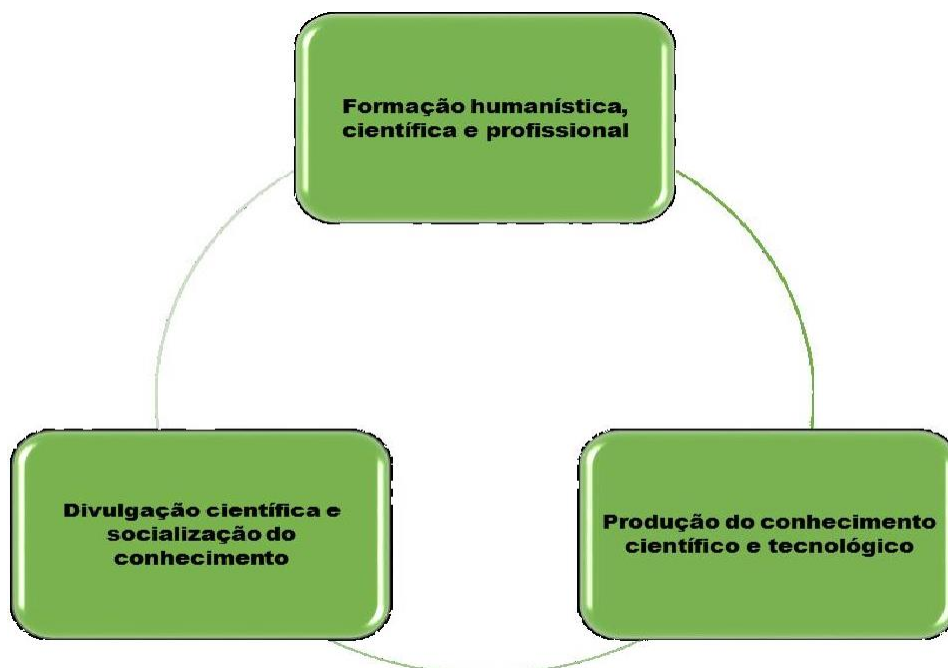 Formação humanística,
científica e profissional
Divulgação científica e
socialização do
conhecimento
Produção do conhecimento
científico e tecnológico